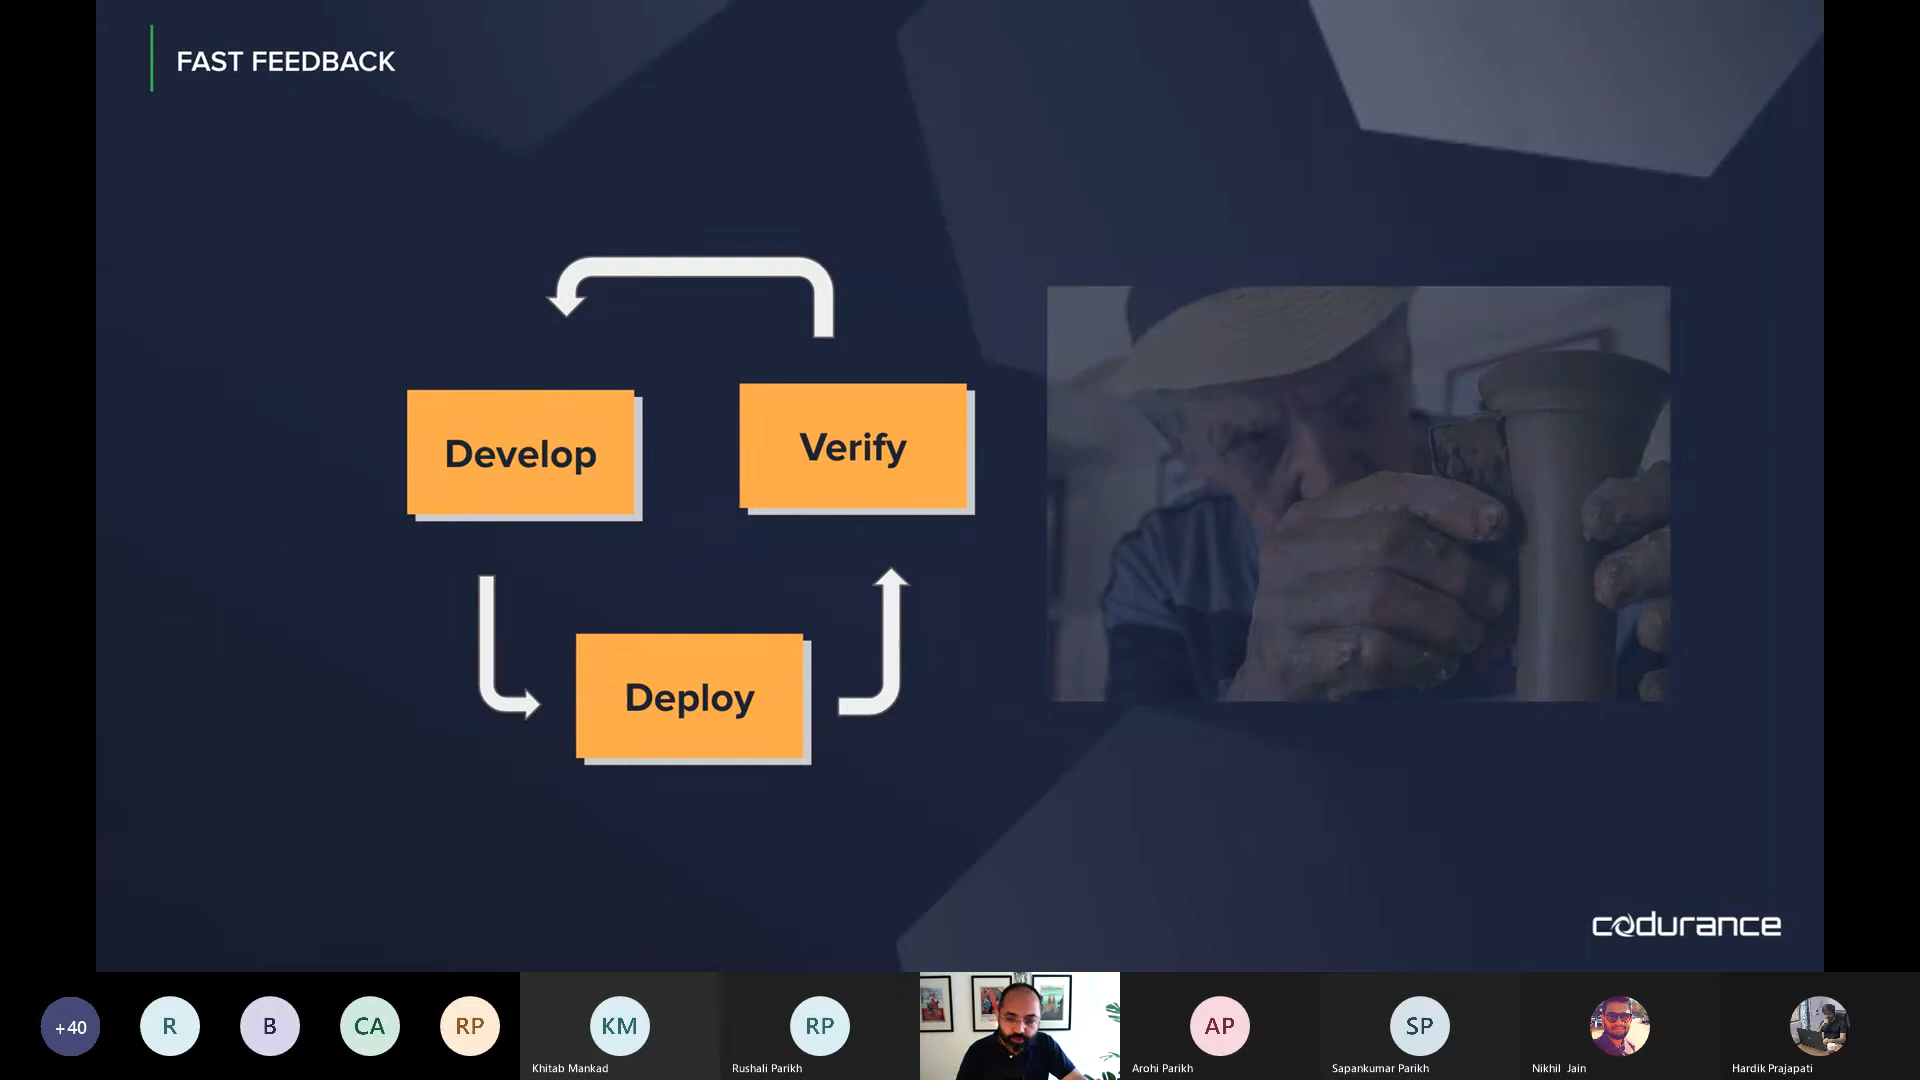 FAST FEEDBACK
Develop
Verify
Deploy
codurance
+40
R
B
CA
RP
KM
RP
AP
SP
Khitab Mankad
Rushali Parikh
Arohi Parikh
Sapankumar Parikh
Nikhil Jain
Hardik Prajapati